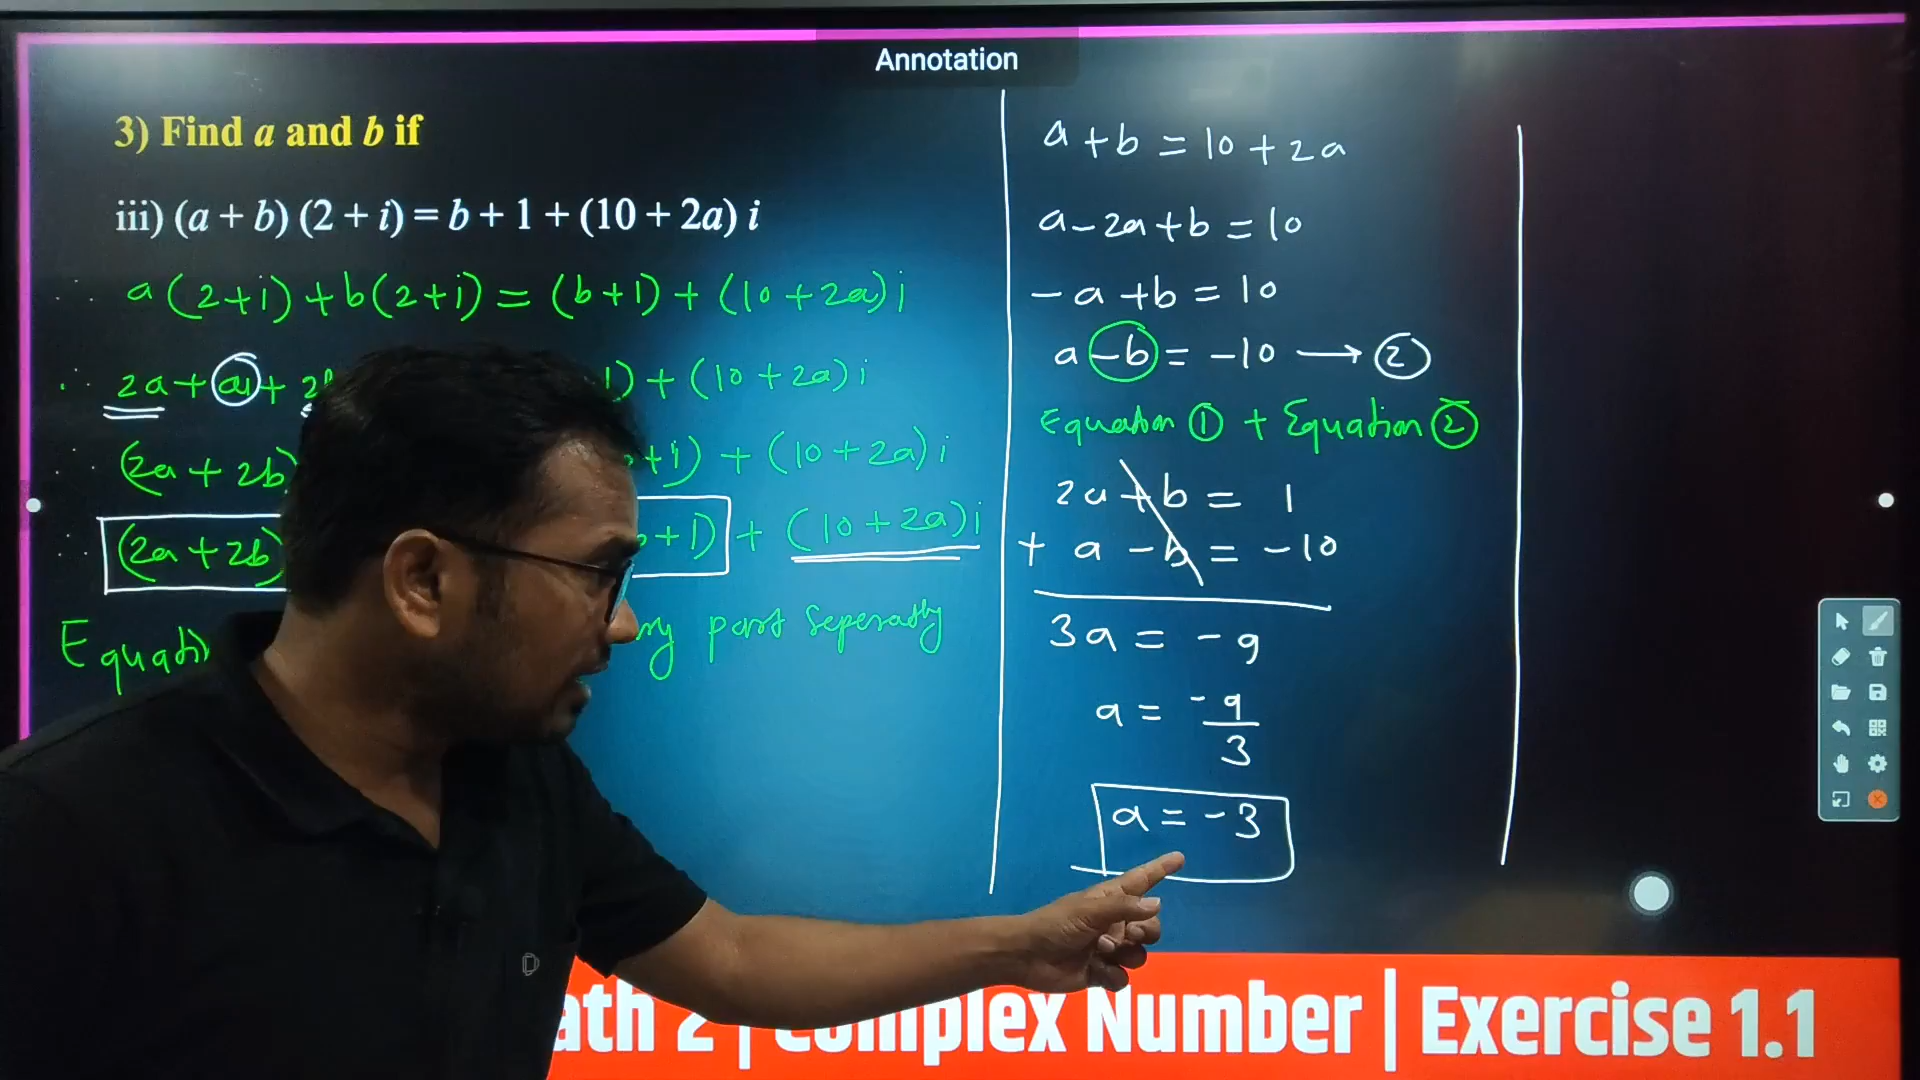 Annotation
3) Find a and b if
iii) (a + b) (2 + i) = b + 1 + (10 + 2a) i
∴ a(2+i) + b(2+i) = (b+1) + (10+2a)i
∴ 2a + ai + 2b 1) + (10+2a)i
∴ (2a + 2b) +1) + (10+2a)i
∴ (2a+2b) b+1) + (10+2a)i
Equati ry part Seperatly
a + b = 10 + 2a
a - 2a + b = 10
- a + b = 10
a - b = -10 → ②
Equation ① + Equation ②
2a + b = 1
+ a - b = -10
3a = -9
a = -9/3
a = -3
ath 2 | Complex Number | Exercise 1.1